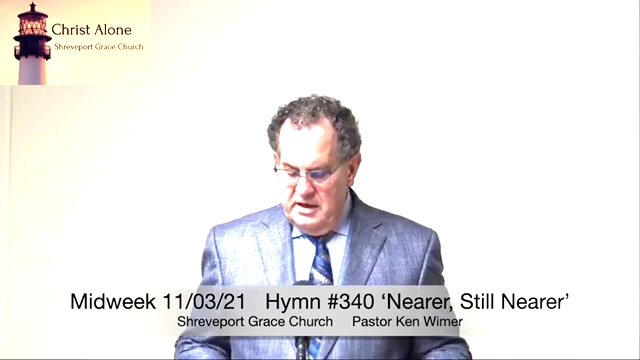 Christ Alone
Shreveport Grace Church
Midweek 11/03/21 Hymn #340 ‘Nearer, Still Nearer’
Shreveport Grace Church Pastor Ken Wimer